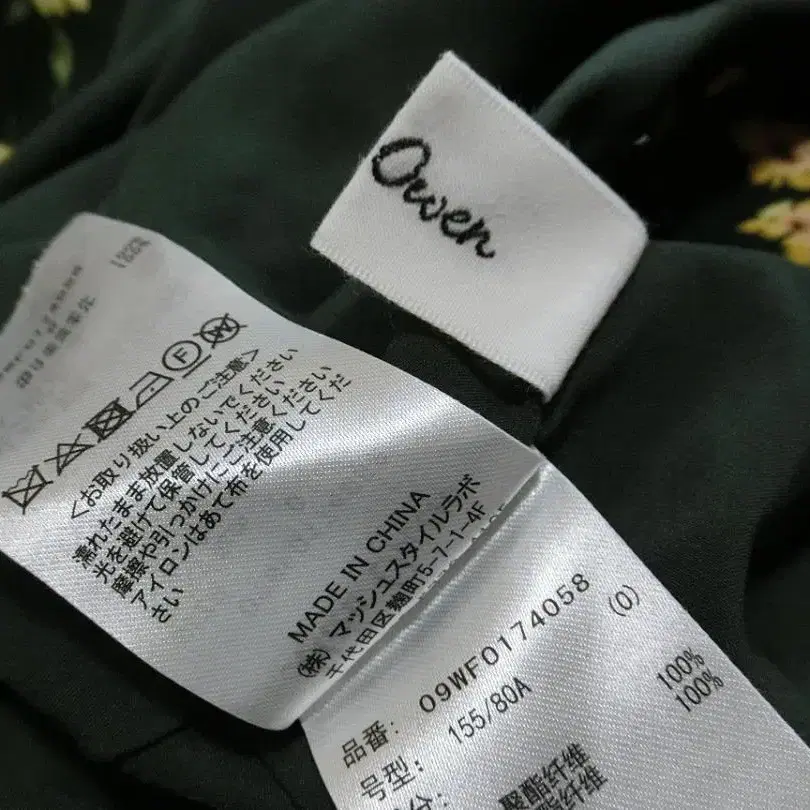 Owen
<お取り扱い上のご注意>
濡れたまま放置しないでください
光を避けて保管してください
摩擦や引っかけにご注意ください
アイロンはあて布を使用してくだ
さい
MADE IN CHINA
(株)マッシュスタイルラボ
千代田区麹町5-7-1-4F
品番: 09WF0174058
(0)
号型: 155/80A
100%
100%
聚酯纤维
聚酯纤维